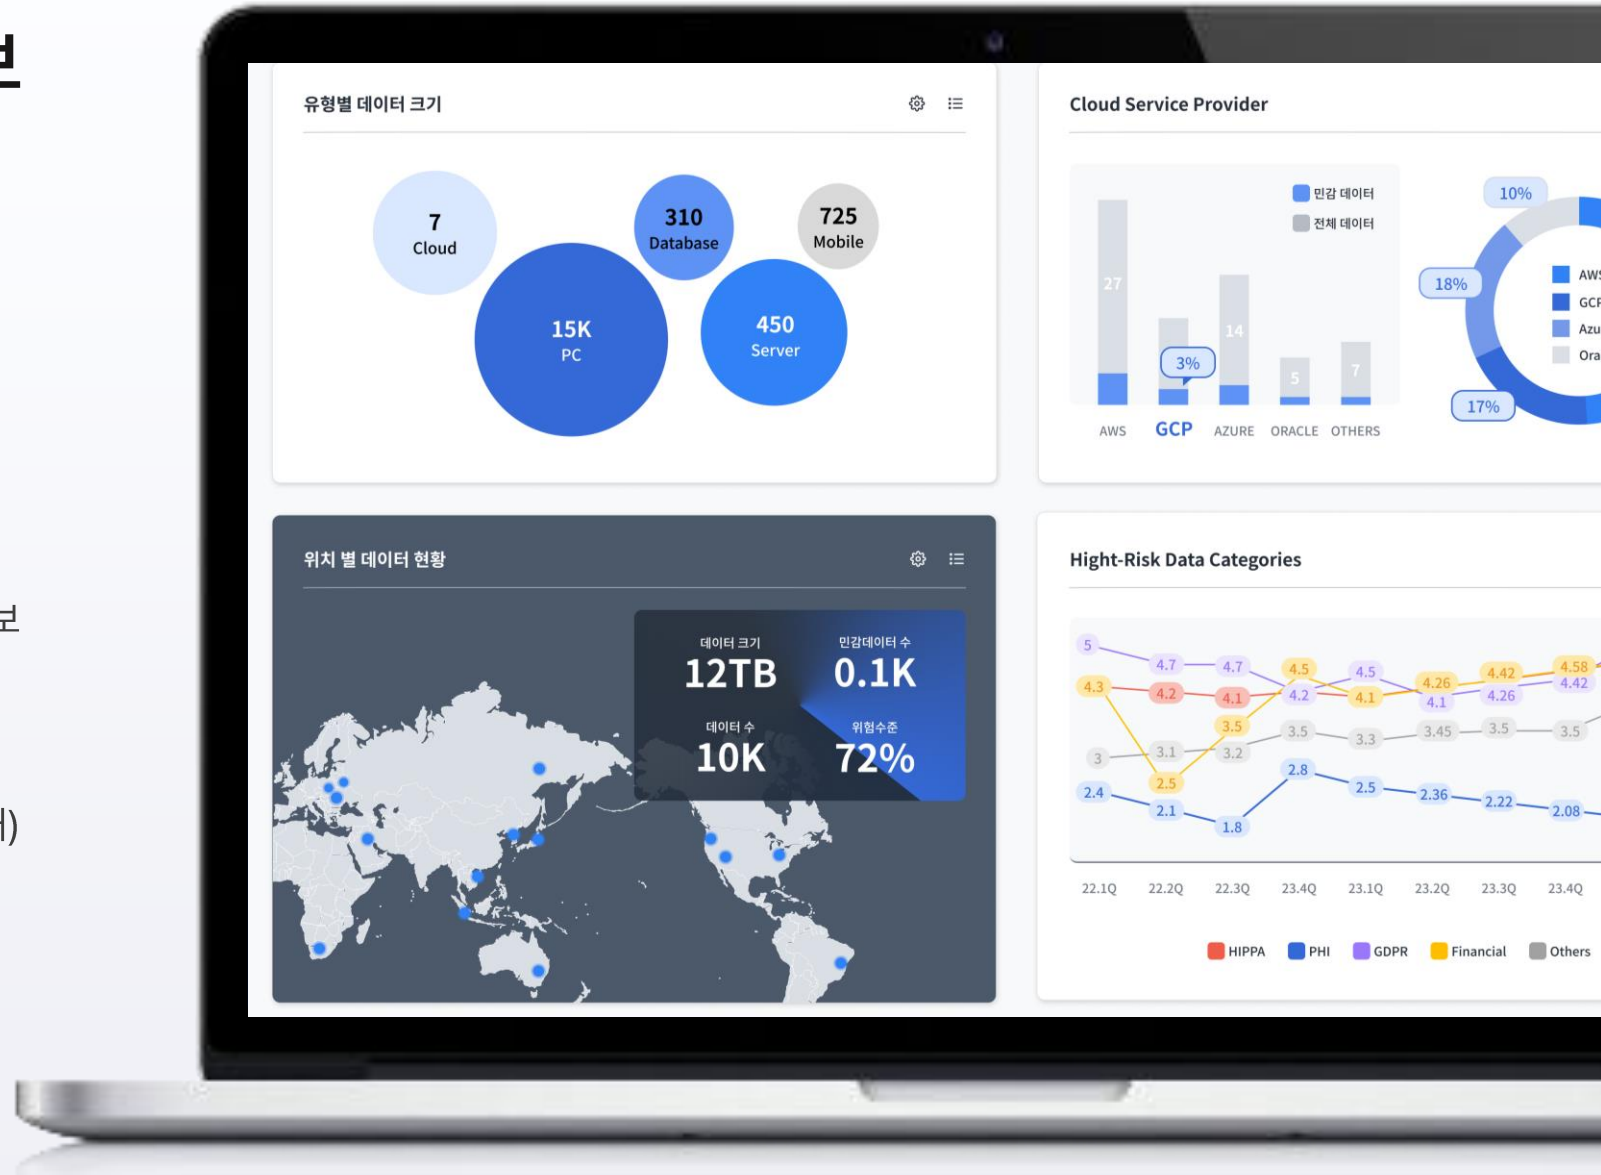 보
보
유형별 데이터 크기
7
Cloud
310
Database
725
Mobile
15K
PC
450
Server
Cloud Service Provider
민감 데이터
전체 데이터
27
3%
14
5
7
AWS GCP AZURE ORACLE OTHERS
10%
18%
17%
AWS
GCP
Azu
Ora
위치 별 데이터 현황
데이터 크기 민감데이터 수
12TB 0.1K
데이터 수 위험수준
10K 72%
Hight-Risk Data Categories
5 4.7 4.7 4.2 4.5 4.1 4.26 4.42
4.3 4.2 4.1
2.5 3.5 4.5 4.1 4.26 4.42 4.58
3 3.1 3.2 3.5 3.3 3.45 3.5 3.5
2.4 2.1 1.8 2.8 2.5 2.36 2.22 2.08
22.1Q 22.2Q 22.3Q 23.4Q 23.1Q 23.2Q 23.3Q 23.4Q
HIPPA PHI GDPR Financial Others